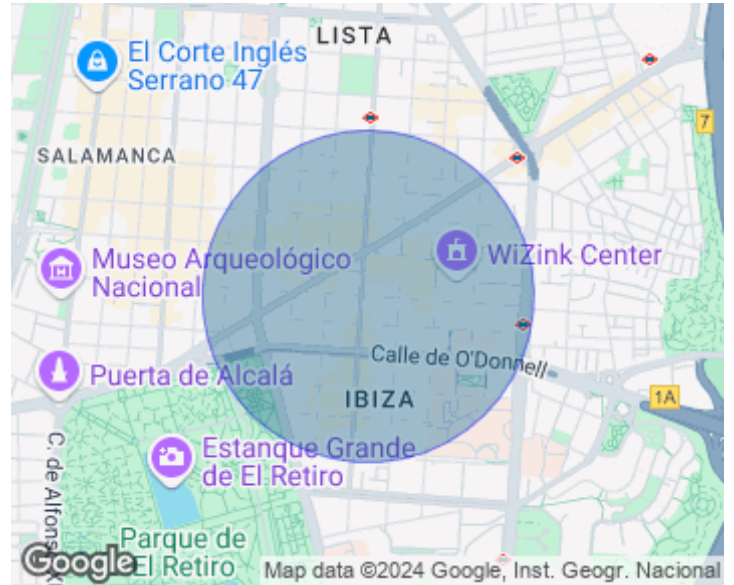 LISTA
El Corte Inglés
Serrano 47
7
SALAMANCA
Museo Arqueológico
Nacional
WiZink Center
Puerta de Alcalá
Calle de O'Donnell
IBIZA
1A
Estanque Grande
de El Retiro
C. de Alfonso XI
Parque de
El Retiro
Google
Map data ©2024 Google, Inst. Geogr. Nacional